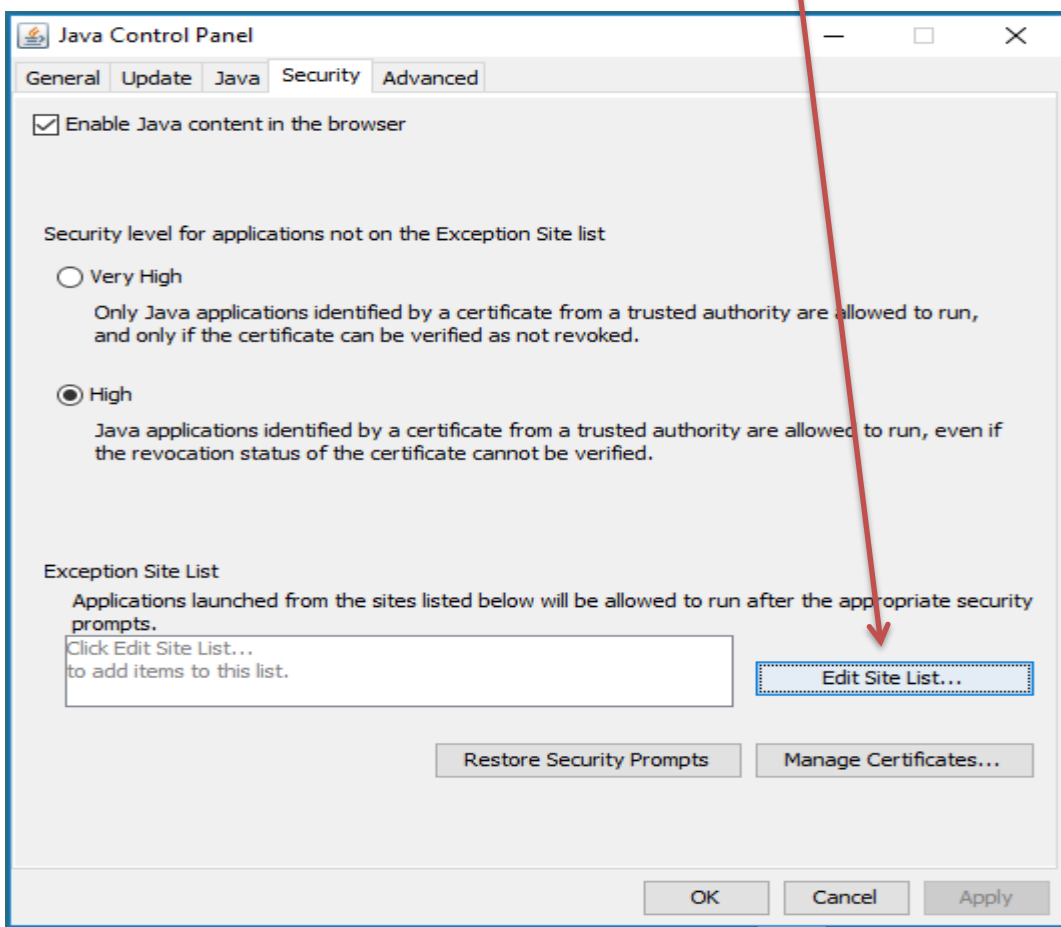 Java Control Panel
General Update Java Security Advanced
Enable Java content in the browser
Security level for applications not on the Exception Site list
Very High
Only Java applications identified by a certificate from a trusted authority are allowed to run,
and only if the certificate can be verified as not revoked.
High
Java applications identified by a certificate from a trusted authority are allowed to run, even if
the revocation status of the certificate cannot be verified.
Exception Site List
Applications launched from the sites listed below will be allowed to run after the appropriate security
prompts.
Click Edit Site List...
to add items to this list.
Edit Site List...
Restore Security Prompts Manage Certificates...
OK Cancel Apply